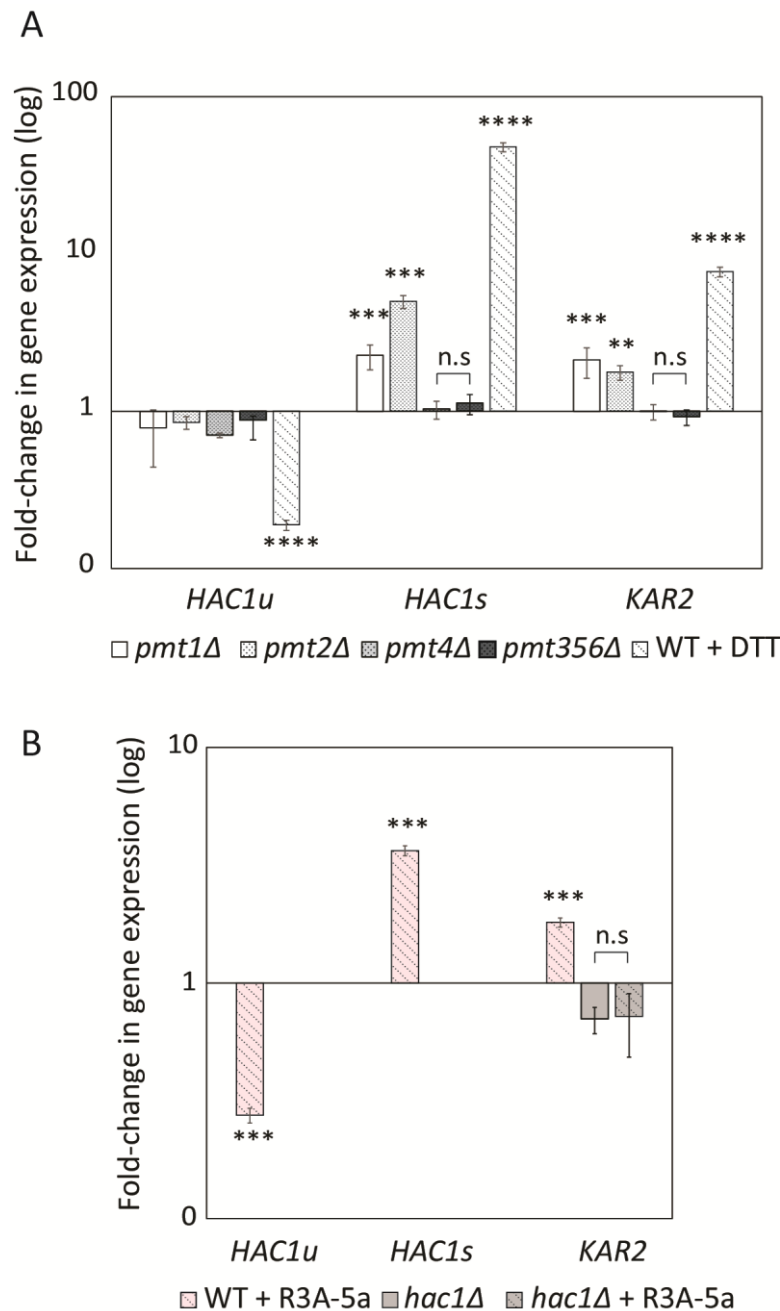 A
Fold-change in gene expression (log)
100
10
1
0
****
***
***
n.s
****
***
**
n.s
****
HAC1u HAC1s KAR2
pmt1Δ pmt2Δ pmt4Δ pmt356Δ WT + DTT
B
Fold-change in gene expression (log)
10
1
0
***
***
***
n.s
HAC1u HAC1s KAR2
WT + R3A-5a hac1Δ hac1Δ + R3A-5a